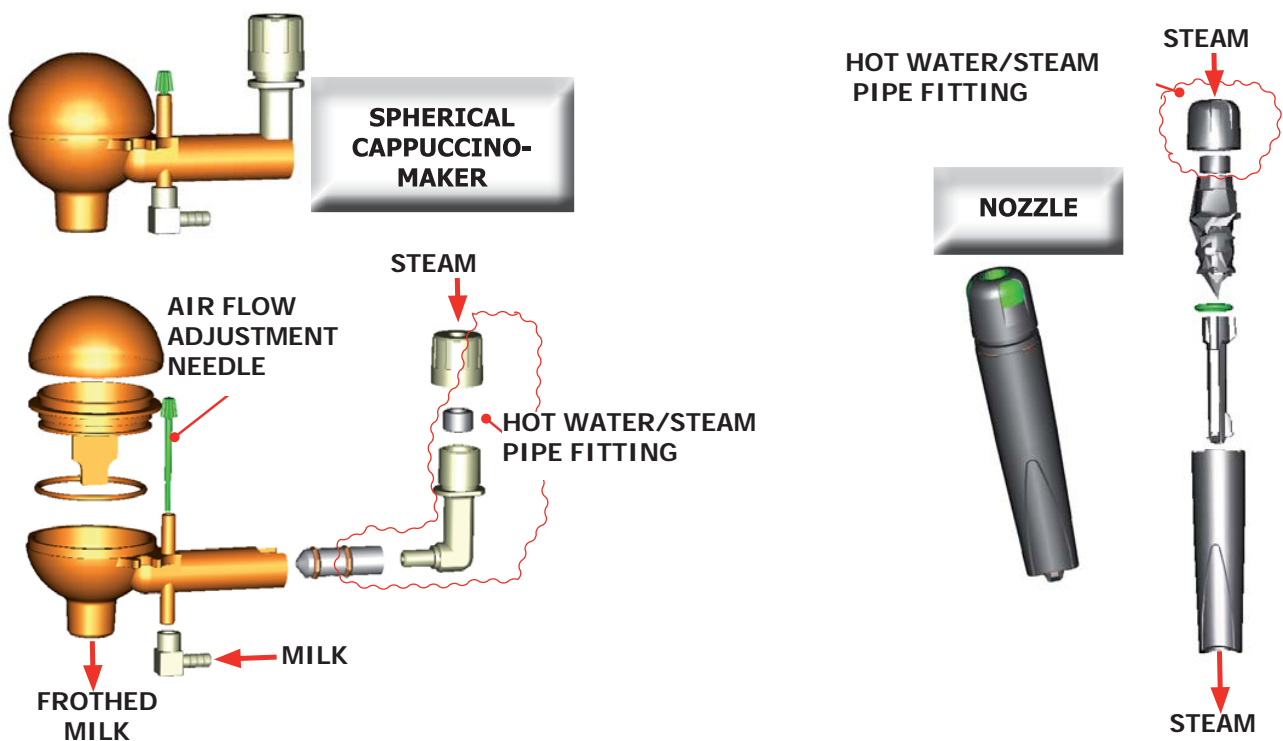 SPHERICAL
CAPPUCCINO-
MAKER
STEAM
AIR FLOW
ADJUSTMENT
NEEDLE
HOT WATER/STEAM
PIPE FITTING
MILK
FROTHED
MILK
STEAM
HOT WATER/STEAM
PIPE FITTING
NOZZLE
STEAM